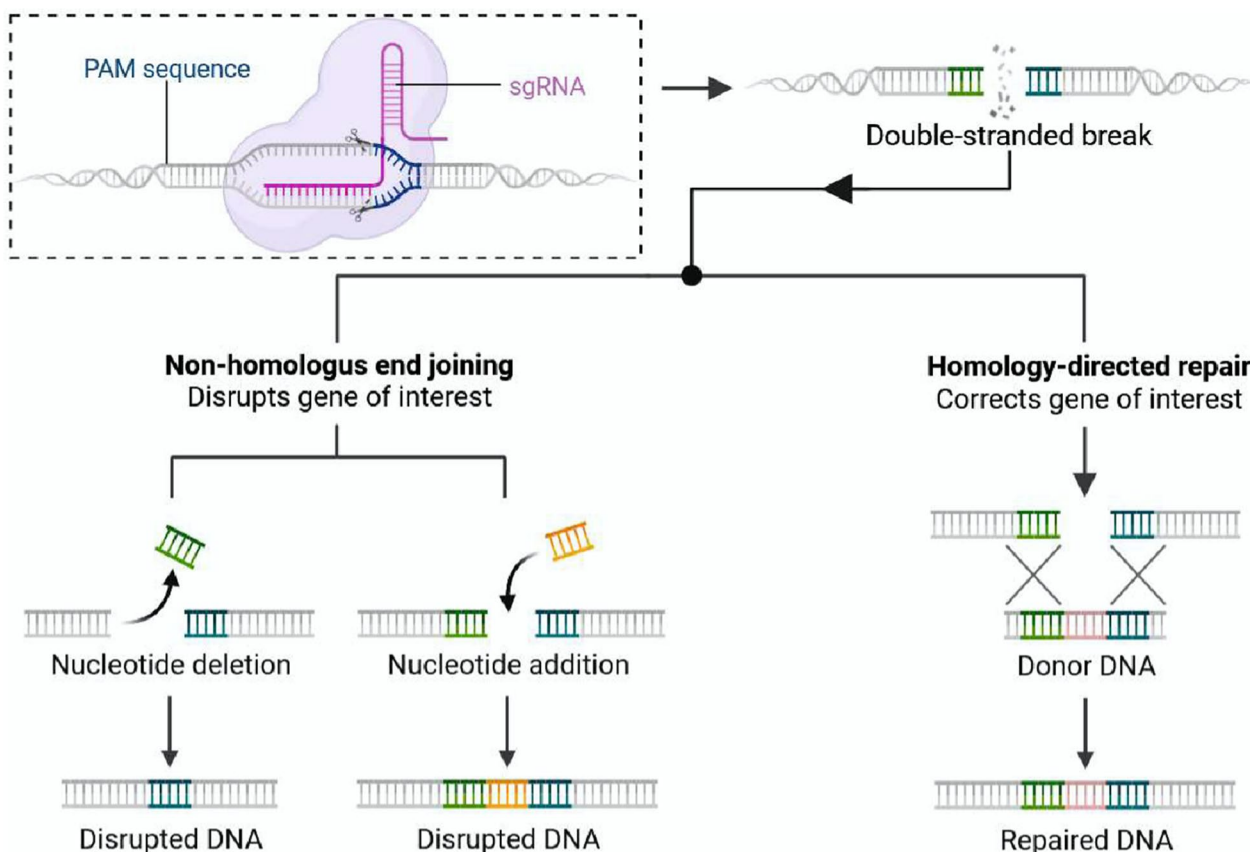 PAM sequence
sgRNA
Double-stranded break
Non-homologus end joining
Disrupts gene of interest
Homology-directed repair
Corrects gene of interest
Nucleotide deletion
Nucleotide addition
Donor DNA
Disrupted DNA
Disrupted DNA
Repaired DNA